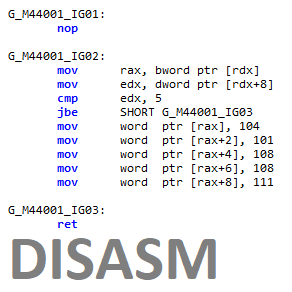 G_M44001_IG01:
nop
G_M44001_IG02:
mov rax, bword ptr [rdx]
mov edx, dword ptr [rdx+8]
cmp edx, 5
jbe SHORT G_M44001_IG03
mov word ptr [rax], 104
mov word ptr [rax+2], 101
mov word ptr [rax+4], 108
mov word ptr [rax+6], 108
mov word ptr [rax+8], 111
G_M44001_IG03:
ret
DISASM